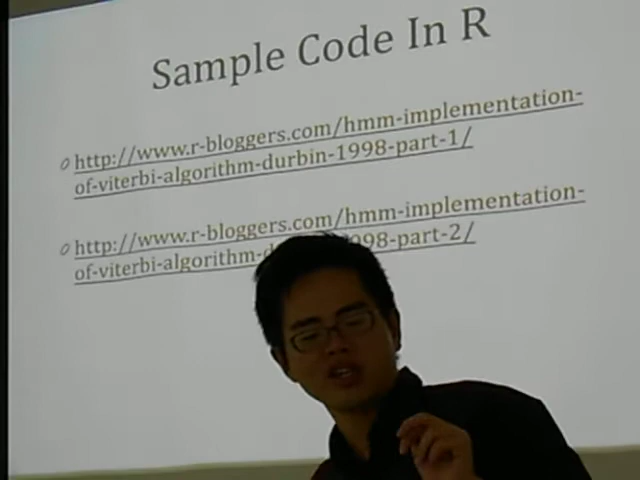 Sample Code In R
http://www.r-bloggers.com/hmm-implementation-
of-viterbi-algorithm-durbin-1998-part-1/
http://www.r-bloggers.com/hmm-implementation-
of-viterbi-algorithm-d 998-part-2/